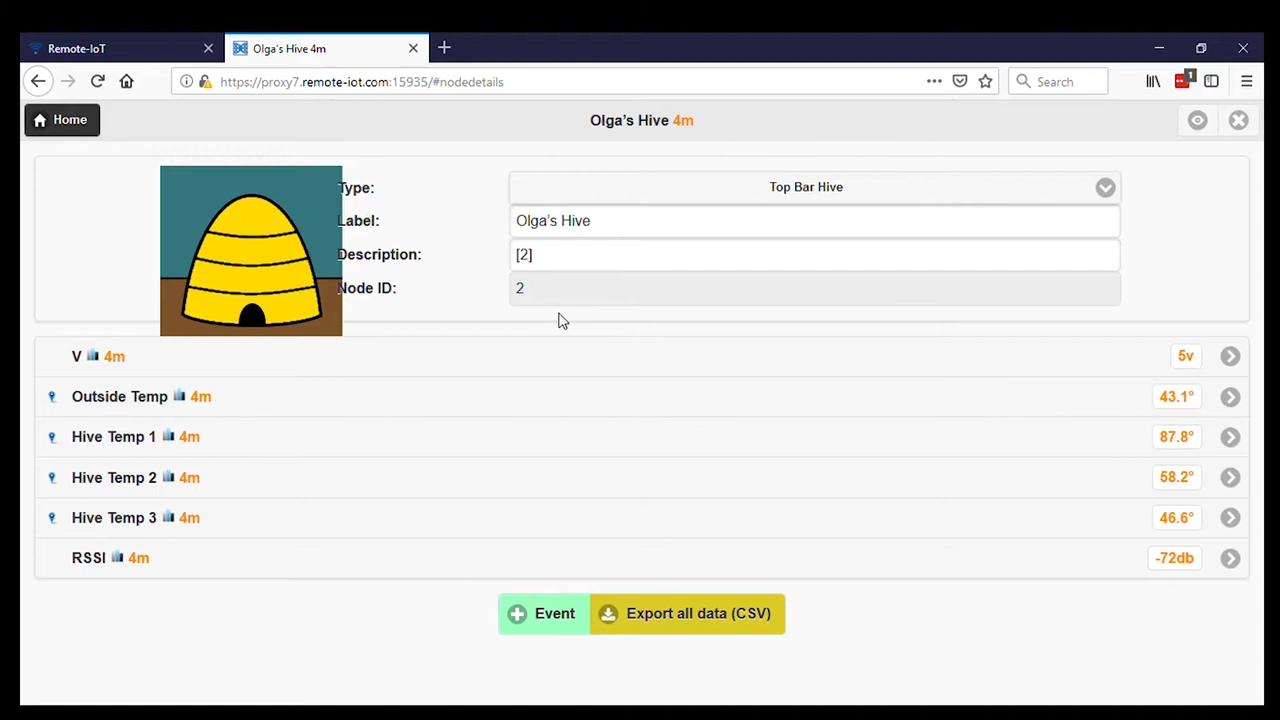 Remote-IoT
Olga's Hive 4m
https://proxy7.remote-iot.com:15935/#nodedetails
Search
1
Home
Olga's Hive 4m
Type:
Top Bar Hive
Label:
Olga's Hive
Description:
[2]
Node ID:
2
V 4m
5v
Outside Temp 4m
43.1°
Hive Temp 1 4m
87.8°
Hive Temp 2 4m
58.2°
Hive Temp 3 4m
46.6°
RSSI 4m
-72db
Event
Export all data (CSV)